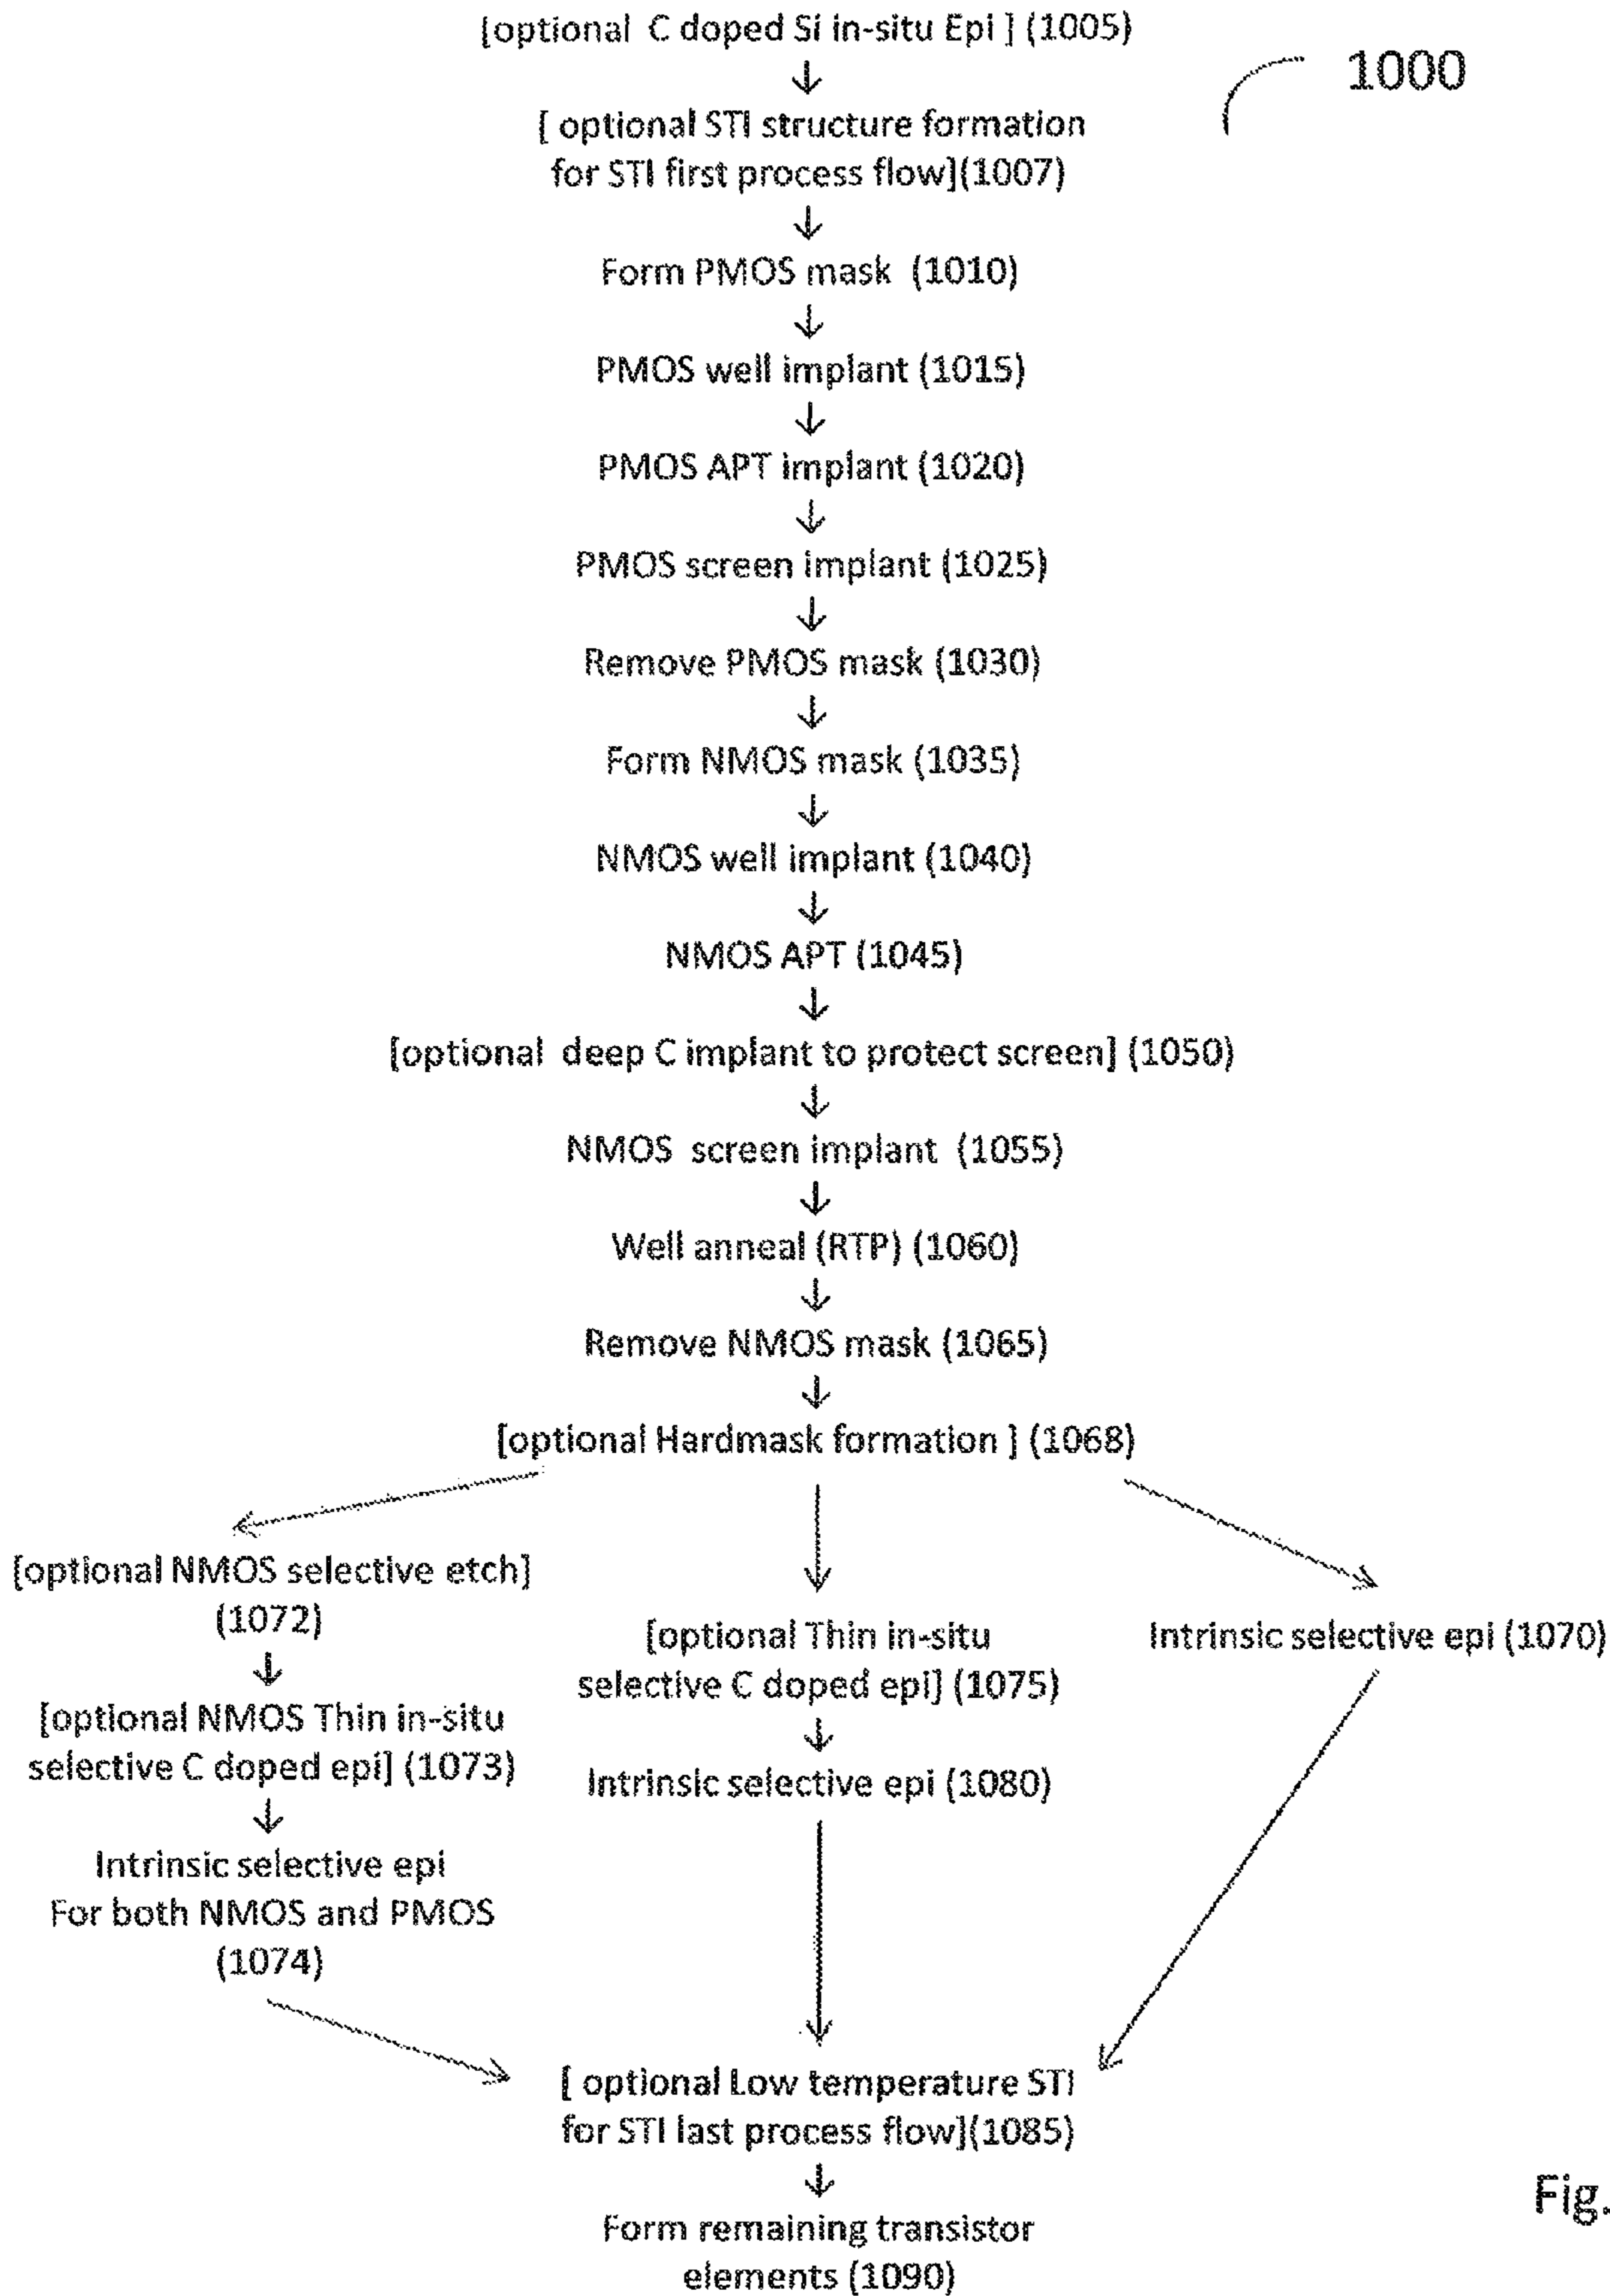 [optional C doped Si in-situ Epi ] (1005)
1000
[ optional STI structure formation
for STI first process flow](1007)
Form PMOS mask (1010)
PMOS well implant (1015)
PMOS APT implant (1020)
PMOS screen implant (1025)
Remove PMOS mask (1030)
Form NMOS mask (1035)
NMOS well implant (1040)
NMOS APT (1045)
[optional deep C implant to protect screen] (1050)
NMOS screen implant (1055)
Well anneal (RTP) (1060)
Remove NMOS mask (1065)
[optional Hardmask formation ] (1068)
[optional NMOS selective etch]
(1072)
[optional NMOS Thin in-situ
selective C doped epi] (1073)
Intrinsic selective epi
For both NMOS and PMOS
(1074)
[optional Thin in-situ
selective C doped epi] (1075)
Intrinsic selective epi (1080)
Intrinsic selective epi (1070)
[ optional Low temperature STI
for STI last process flow](1085)
Form remaining transistor
elements (1090)
Fig.